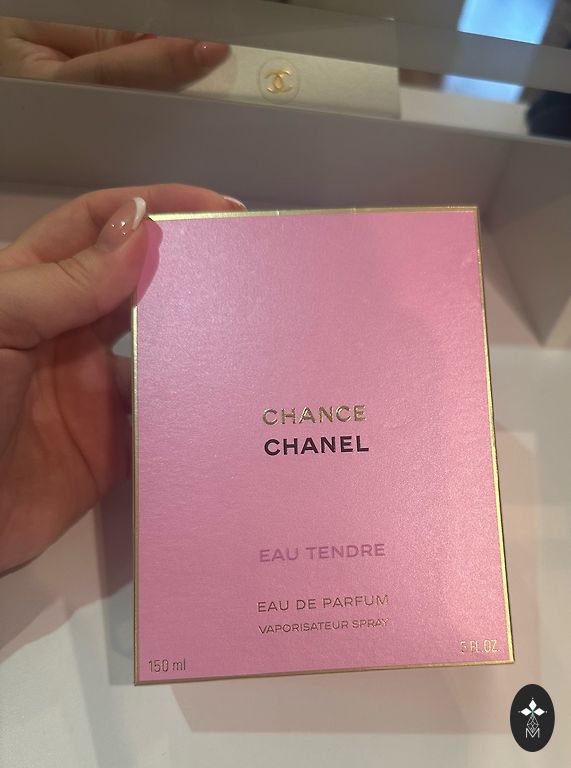 CHANCE
CHANEL
EAU TENDRE
EAU DE PARFUM
VAPORISATEUR SPRAY
150 ml
5 FL.OZ.